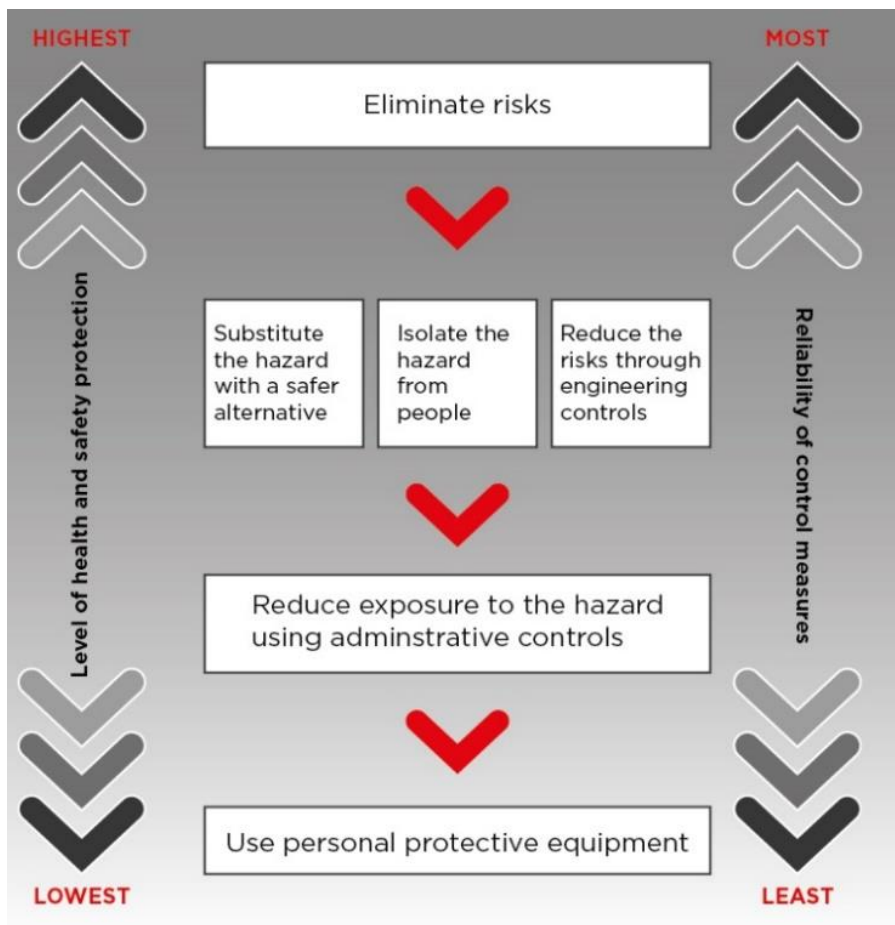 HIGHEST
MOST
Eliminate risks
Substitute
the hazard
with a safer
alternative
Isolate the
hazard
from
people
Reduce the
risks through
engineering
controls
Level of health and safety protection
Reliability of control measures
Reduce exposure to the hazard
using adminstrative controls
Use personal protective equipment
LOWEST
LEAST